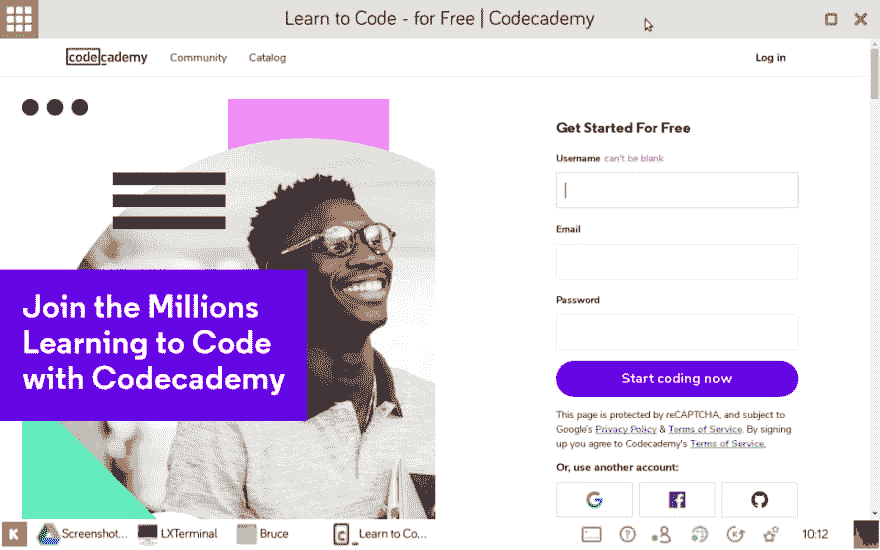 Learn to Code - for Free | Codecademy
codecademy
Community
Catalog
Log in
Get Started For Free
Username can't be blank
Email
Password
Join the Millions
Learning to Code
with Codecademy
Start coding now
This page is protected by reCAPTCHA, and subject to
Google's Privacy Policy & Terms of Service. By signing
up you agree to Codecademy's Terms of Service.
Or, use another account:
G
f
K
Screenshot...
LXTerminal
Bruce
C
Learn to Co...
10:12